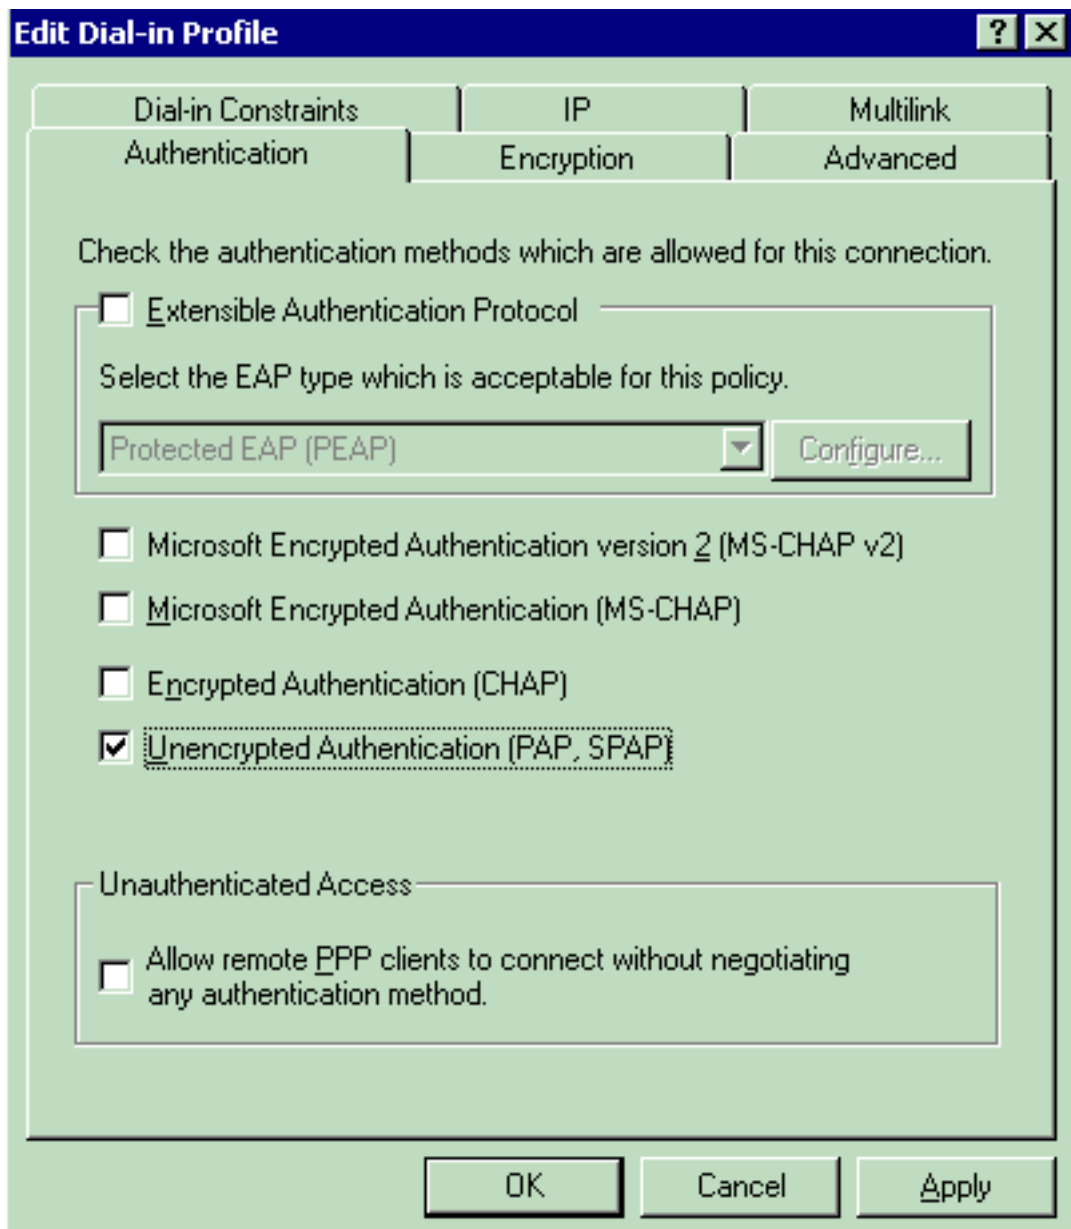 Edit Dial-in Profile
Dial-in Constraints IP Multilink
Authentication Encryption Advanced
Check the authentication methods which are allowed for this connection.
Extensible Authentication Protocol
Select the EAP type which is acceptable for this policy.
Protected EAP (PEAP) Configure...
Microsoft Encrypted Authentication version 2 (MS-CHAP v2)
Microsoft Encrypted Authentication (MS-CHAP)
Encrypted Authentication (CHAP)
Unencrypted Authentication (PAP, SPAP)
Unauthenticated Access
Allow remote PPP clients to connect without negotiating
any authentication method.
OK Cancel Apply